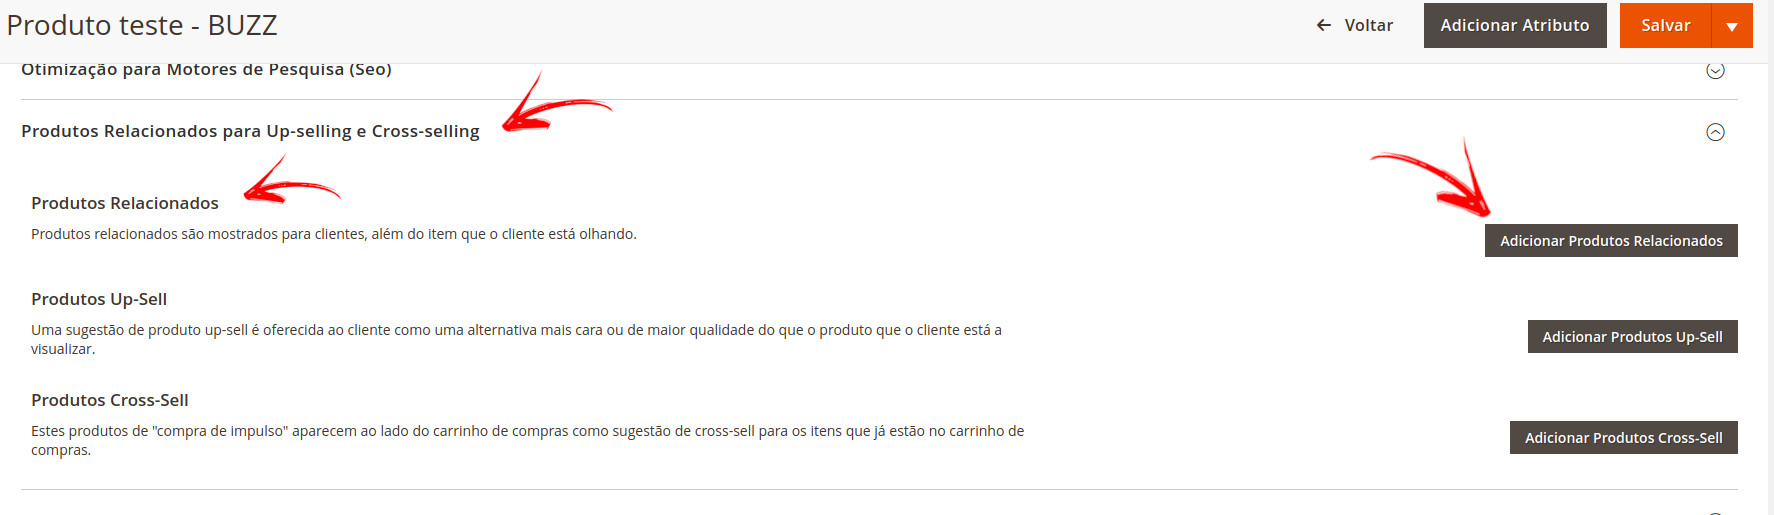 Produto teste - BUZZ
← Voltar
Adicionar Atributo
Salvar
Otimização para Motores de Pesquisa (Seo)
Produtos Relacionados para Up-selling e Cross-selling
Produtos Relacionados
Produtos relacionados são mostrados para clientes, além do item que o cliente está olhando.
Adicionar Produtos Relacionados
Produtos Up-Sell
Uma sugestão de produto up-sell é oferecida ao cliente como uma alternativa mais cara ou de maior qualidade do que o produto que o cliente está a
visualizar.
Adicionar Produtos Up-Sell
Produtos Cross-Sell
Estes produtos de "compra de impulso" aparecem ao lado do carrinho de compras como sugestão de cross-sell para os itens que já estão no carrinho de
compras.
Adicionar Produtos Cross-Sell